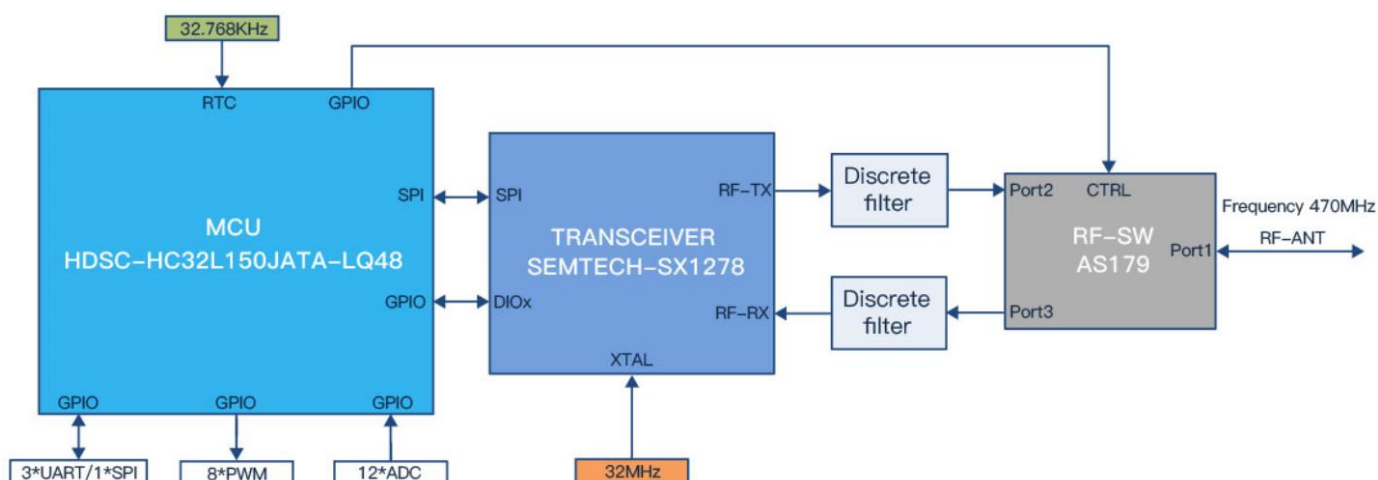 32.768KHz
RTC
GPIO
SPI
SPI
MCU
HDSC-HC32L150JATA-LQ48
GPIO
DIOx
GPIO
GPIO
GPIO
3*UART/1*SPI
8*PWM
12*ADC
TRANSCEIVER
SEMTECH-SX1278
RF-TX
RF-RX
XTAL
32MHz
Discrete
filter
Discrete
filter
Port2
CTRL
RF-SW
AS179
Port1
Port3
Frequency 470MHz
RF-ANT